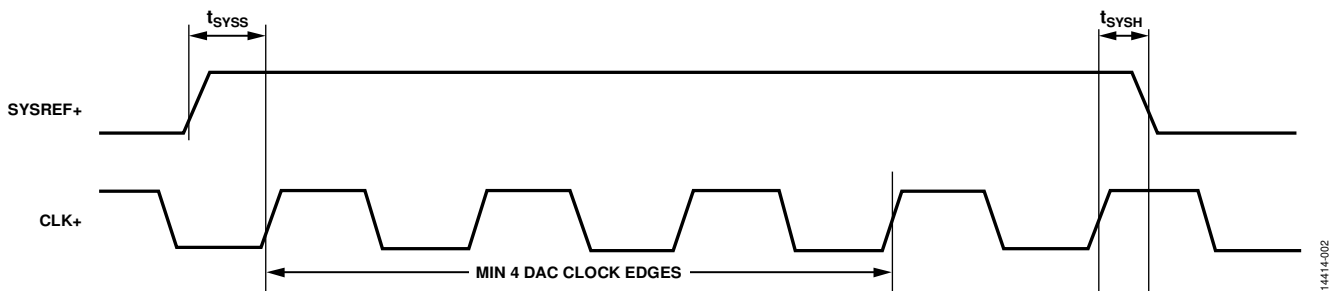 tSYSS
tSYSH
SYSREF+
CLK+
MIN 4 DAC CLOCK EDGES
14414-002